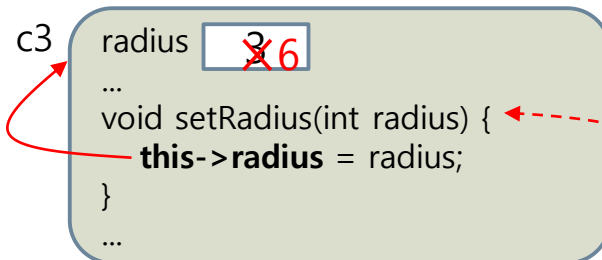 c3 radius 3 6
...
void setRadius(int radius) {
this->radius = radius;
}
...